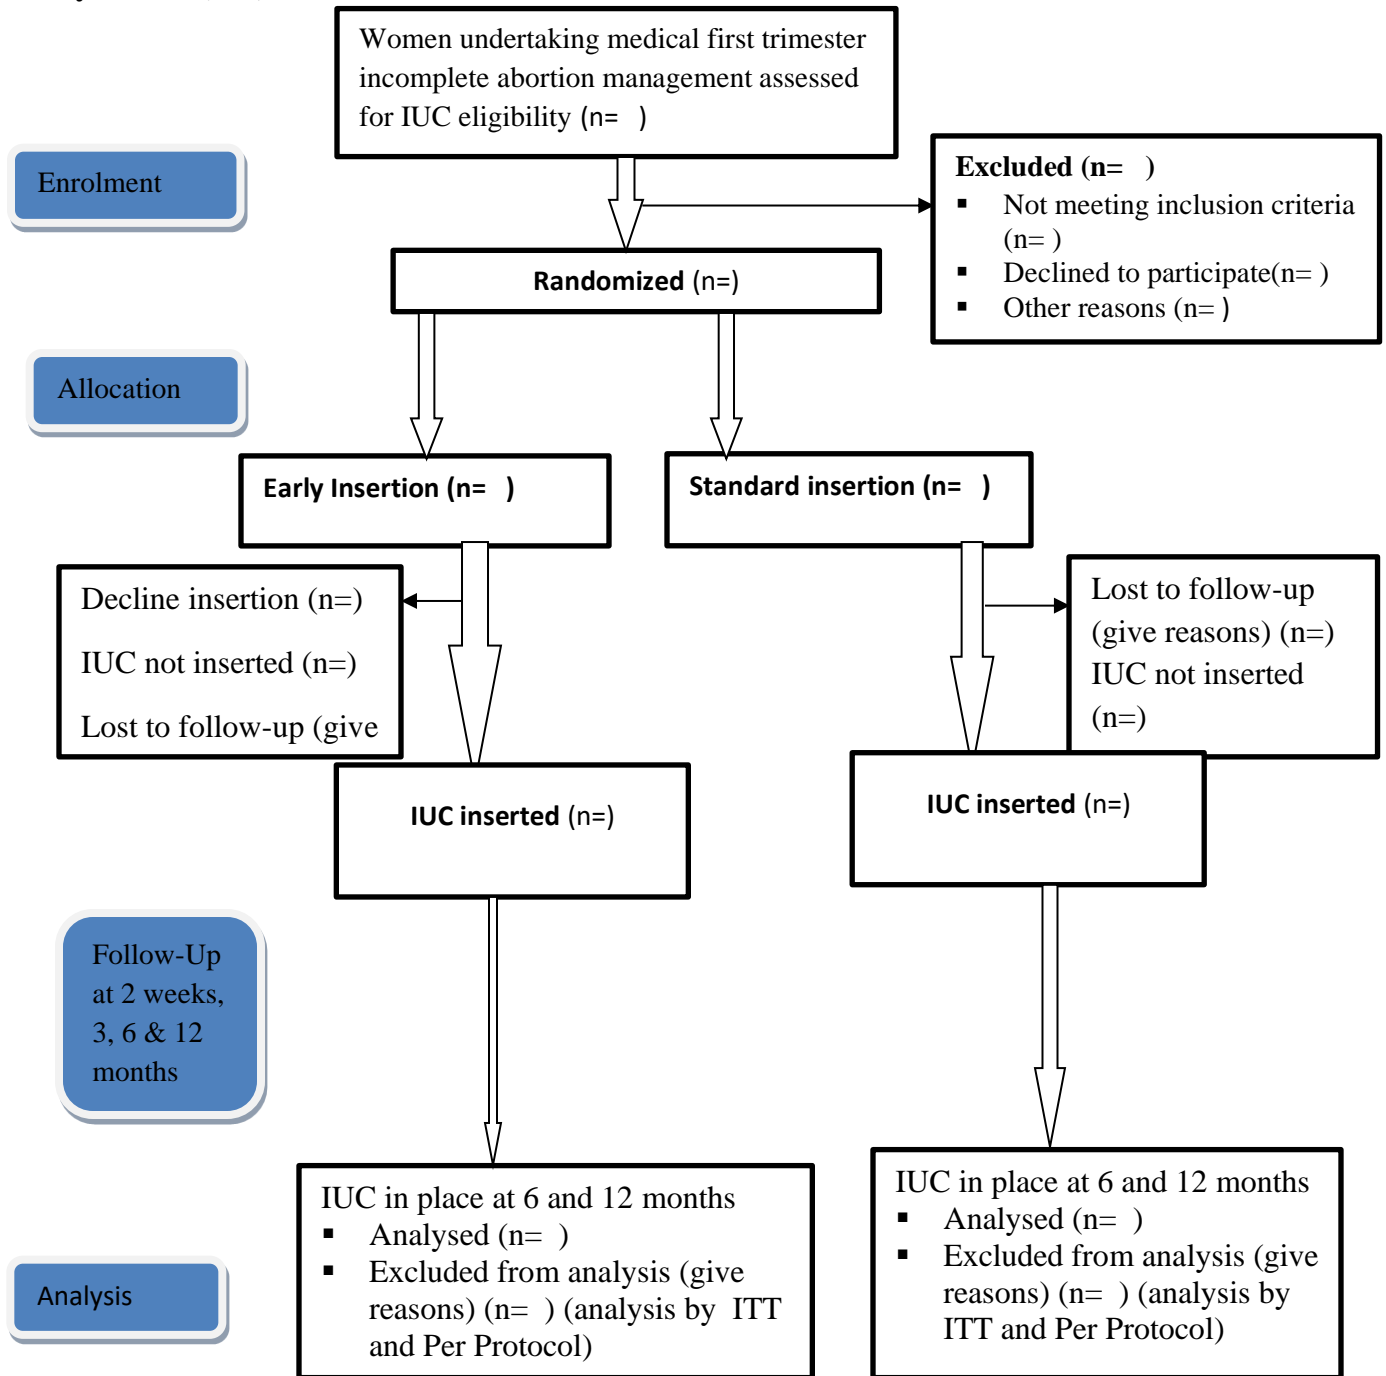 Women undertaking medical first trimester
incomplete abortion management assessed
for IUC eligibility (n=   )
Enrolment
Excluded (n=   )
▪ Not meeting inclusion criteria
(n= )
▪ Declined to participate(n= )
▪ Other reasons (n= )
Randomized (n=)
Allocation
Early Insertion (n=   )
Standard insertion (n=   )
Decline insertion (n=)
IUC not inserted (n=)
Lost to follow-up (give
Lost to follow-up
(give reasons) (n=)
IUC not inserted
(n=)
IUC inserted (n=)
IUC inserted (n=)
Follow-Up
at 2 weeks,
3, 6 & 12
months
IUC in place at 6 and 12 months
▪ Analysed (n=  )
▪ Excluded from analysis (give
reasons) (n=  ) (analysis by  ITT
and Per Protocol)
IUC in place at 6 and 12 months
▪ Analysed (n=  )
▪ Excluded from analysis (give
reasons) (n=  ) (analysis by
ITT and Per Protocol)
Analysis